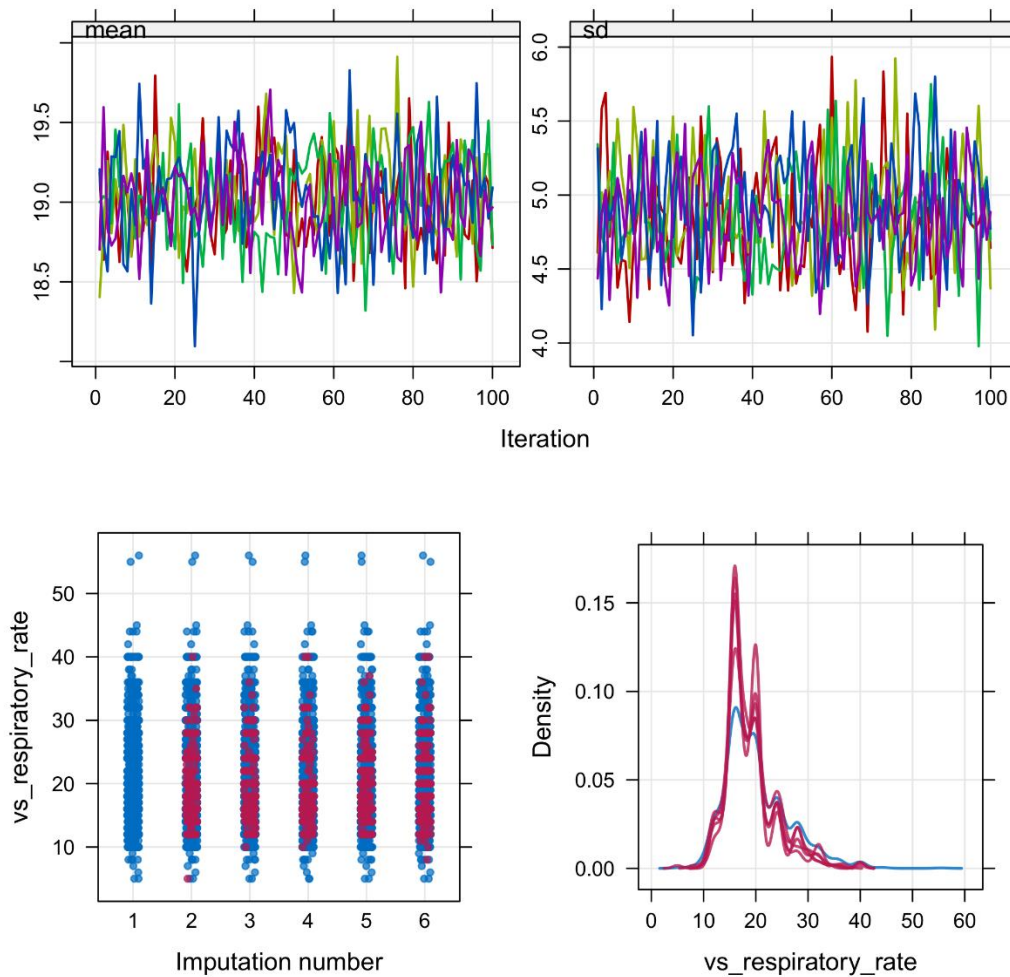 mean
sd
19.5
19.0
18.5
6.0
5.5
5.0
4.5
4.0
0 20 40 60 80 100
0 20 40 60 80 100
Iteration
vs_respiratory_rate
50
40
30
20
10
1 2 3 4 5 6
Imputation number
Density
0.15
0.10
0.05
0.00
0 10 20 30 40 50 60
vs_respiratory_rate